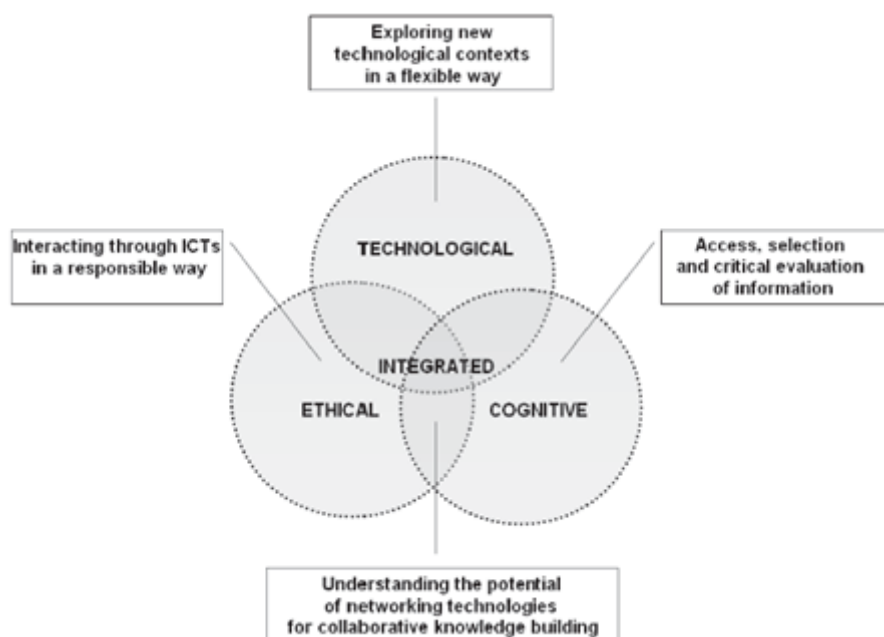 Exploring new
technological contexts
in a flexible way
TECHNOLOGICAL
Interacting through ICTs
in a responsible way
Access, selection
and critical evaluation
of information
INTEGRATED
ETHICAL
COGNITIVE
Understanding the potential
of networking technologies
for collaborative knowledge building